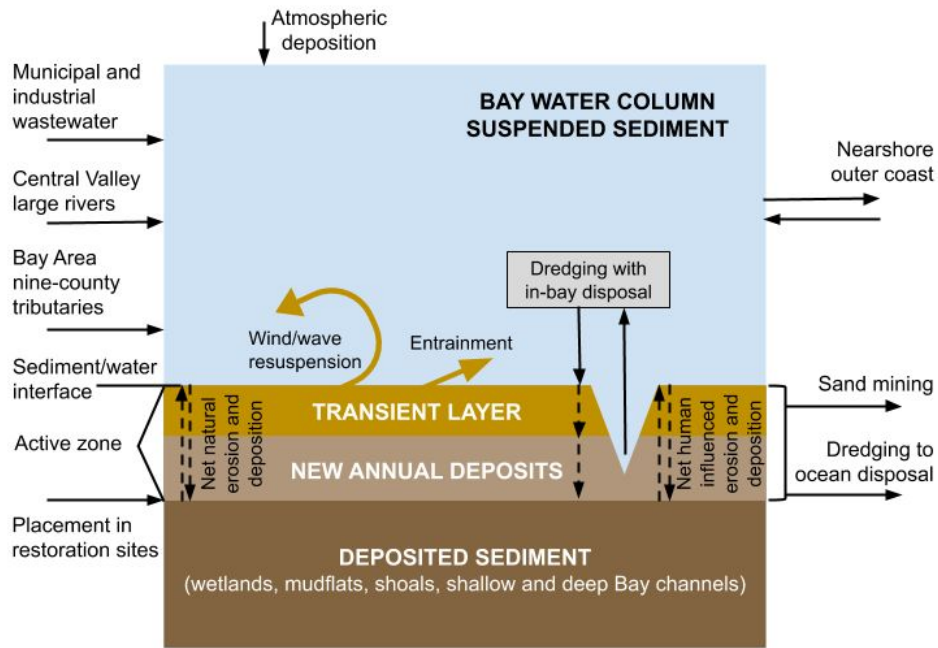 Atmospheric
deposition
Municipal and
industrial
wastewater
BAY WATER COLUMN
SUSPENDED SEDIMENT
Nearshore
outer coast
Central Valley
large rivers
Bay Area
nine-county
tributaries
Dredging with
in-bay disposal
Wind/wave
resuspension
Entrainment
Sediment/water
interface
Active zone
Placement in
restoration sites
Net natural
erosion and
deposition
TRANSIENT LAYER
NEW ANNUAL DEPOSITS
Net human
influenced
erosion and
deposition
Sand mining
Dredging to
ocean disposal
DEPOSITED SEDIMENT
(wetlands, mudflats, shoals, shallow and deep Bay channels)